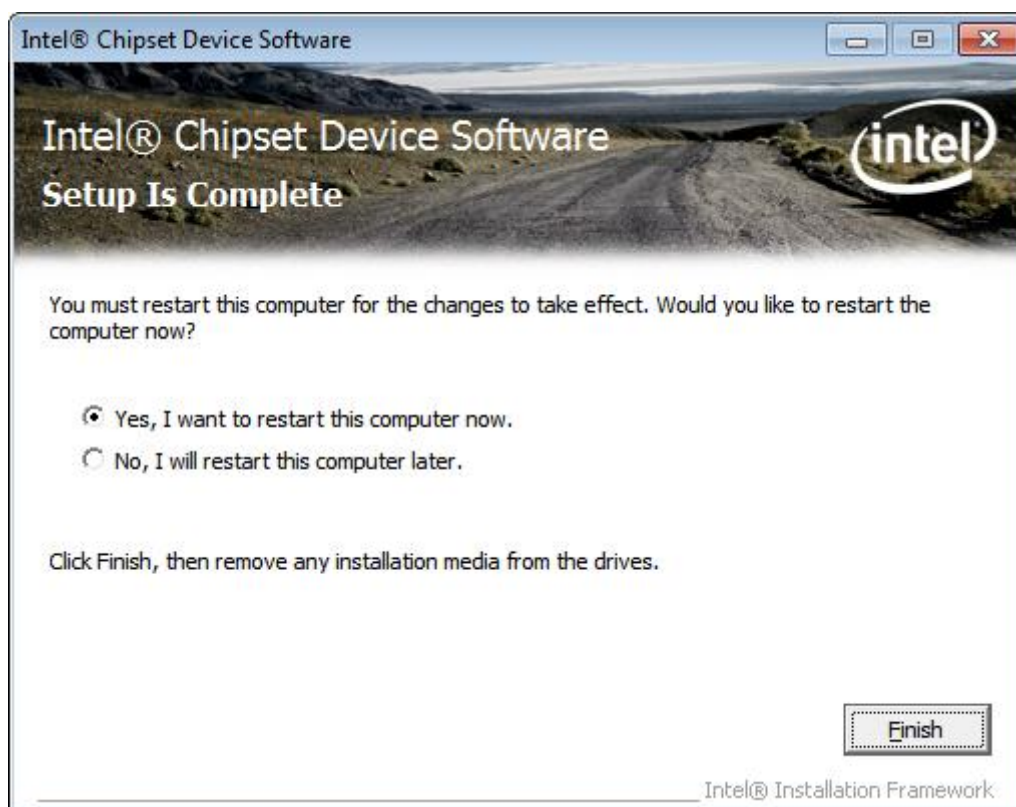 Intel® Chipset Device Software
Intel® Chipset Device Software
intel®
Setup Is Complete
You must restart this computer for the changes to take effect. Would you like to restart the
computer now?
Yes, I want to restart this computer now.
No, I will restart this computer later.
Click Finish, then remove any installation media from the drives.
Finish
Intel® Installation Framework